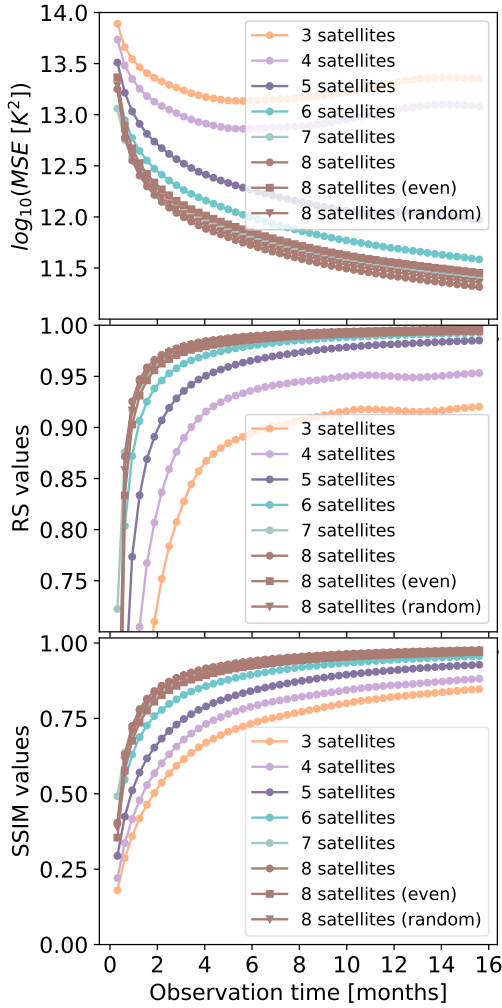 14.0
13.5
13.0
12.5
12.0
11.5
log10(MSE [K2])
3 satellites
4 satellites
5 satellites
6 satellites
7 satellites
8 satellites
8 satellites (even)
8 satellites (random)
1.00
0.95
0.90
0.85
0.80
0.75
RS values
3 satellites
4 satellites
5 satellites
6 satellites
7 satellites
8 satellites
8 satellites (even)
8 satellites (random)
1.00
0.75
0.50
0.25
0.00
SSIM values
3 satellites
4 satellites
5 satellites
6 satellites
7 satellites
8 satellites
8 satellites (even)
8 satellites (random)
0 2 4 6 8 10 12 14 16
Observation time [months]